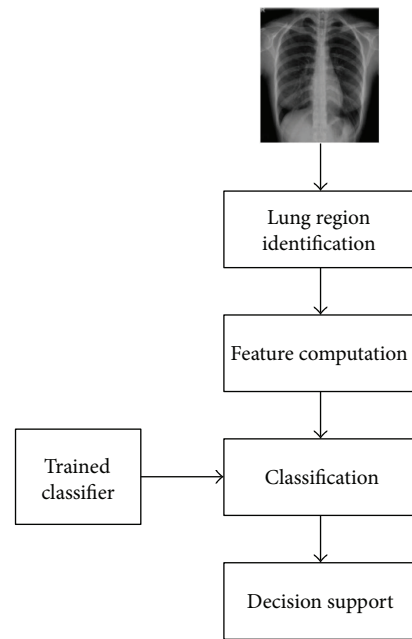 Lung region
identification
Feature computation
Trained
classifier
Classification
Decision support